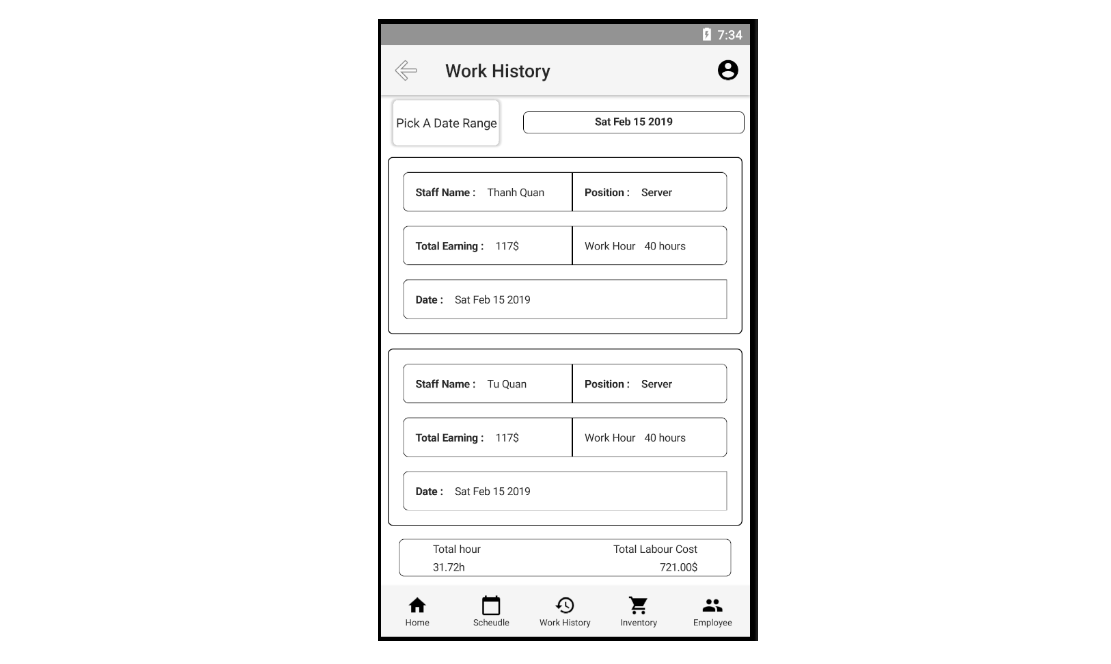 7:34
Work History
Pick A Date Range
Sat Feb 15 2019
Staff Name : Thanh Quan Position : Server
Total Earning : 117$ Work Hour 40 hours
Date : Sat Feb 15 2019
Staff Name : Tu Quan Position : Server
Total Earning : 117$ Work Hour 40 hours
Date : Sat Feb 15 2019
Total hour Total Labour Cost
31.72h 721.00$
Home Scheudle Work History Inventory Employee